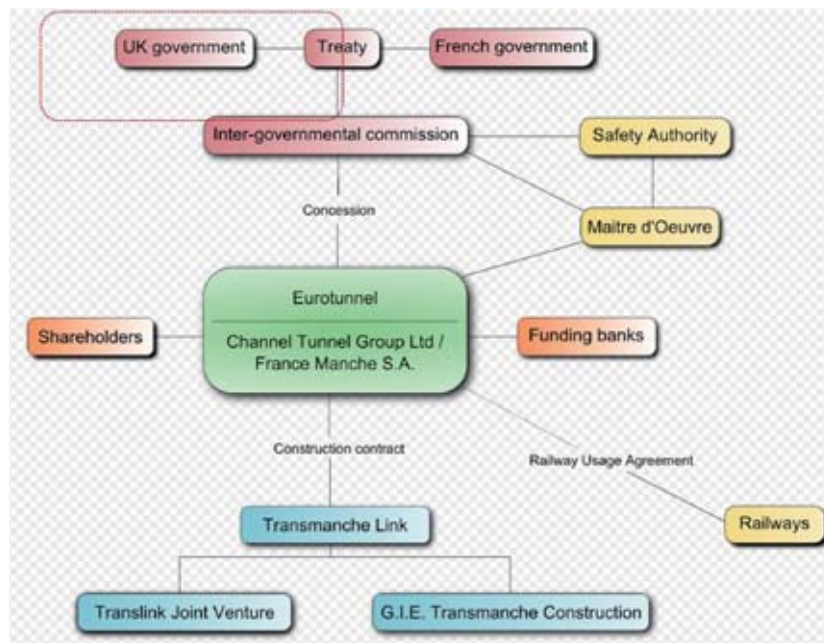 UK government
Treaty
French government
Inter-governmental commission
Safety Authority
Concession
Maitre d'Oeuvre
Eurotunnel
Channel Tunnel Group Ltd /
France Manche S.A.
Shareholders
Funding banks
Construction contract
Railway Usage Agreement
Transmanche Link
Railways
Translink Joint Venture
G.I.E. Transmanche Construction